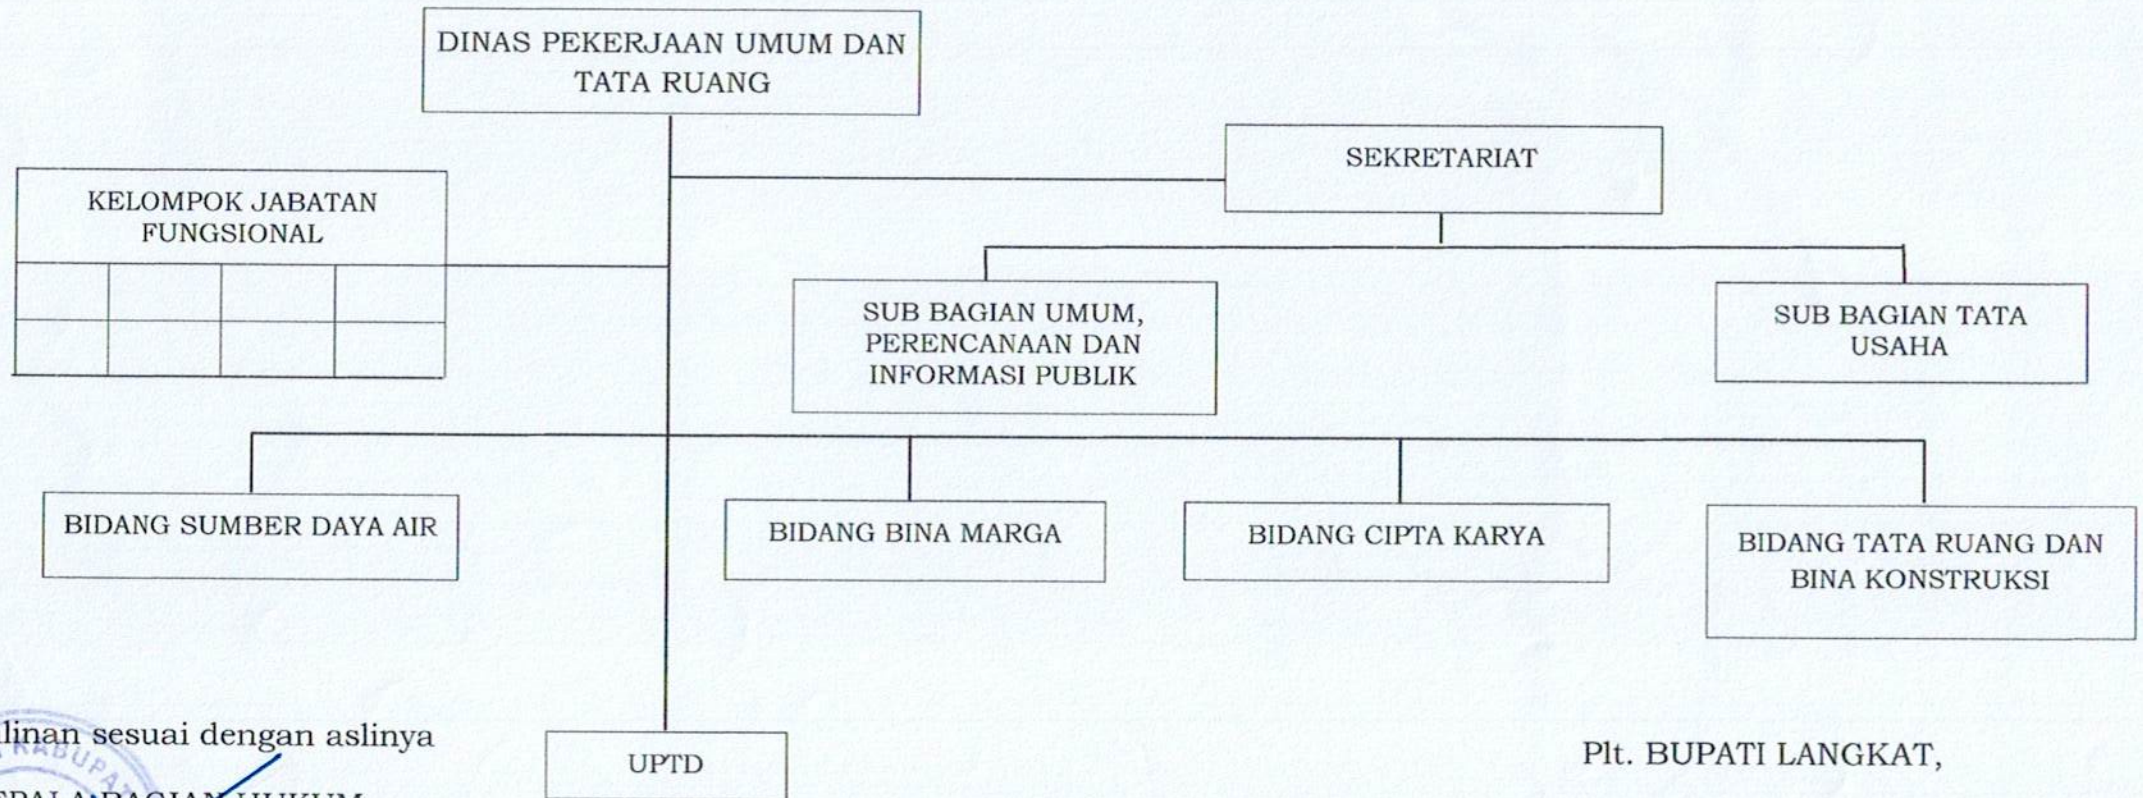 DINAS PEKERJAAN UMUM DAN
TATA RUANG
SEKRETARIAT
KELOMPOK JABATAN
FUNGSIONAL
SUB BAGIAN UMUM,
PERENCANAAN DAN
INFORMASI PUBLIK
SUB BAGIAN TATA
USAHA
BIDANG SUMBER DAYA AIR
BIDANG BINA MARGA
BIDANG CIPTA KARYA
BIDANG TATA RUANG DAN
BINA KONSTRUKSI
sesuai dengan aslinya
UPTD
Plt. BUPATI LANGKAT,
BAGIAN HUKUM